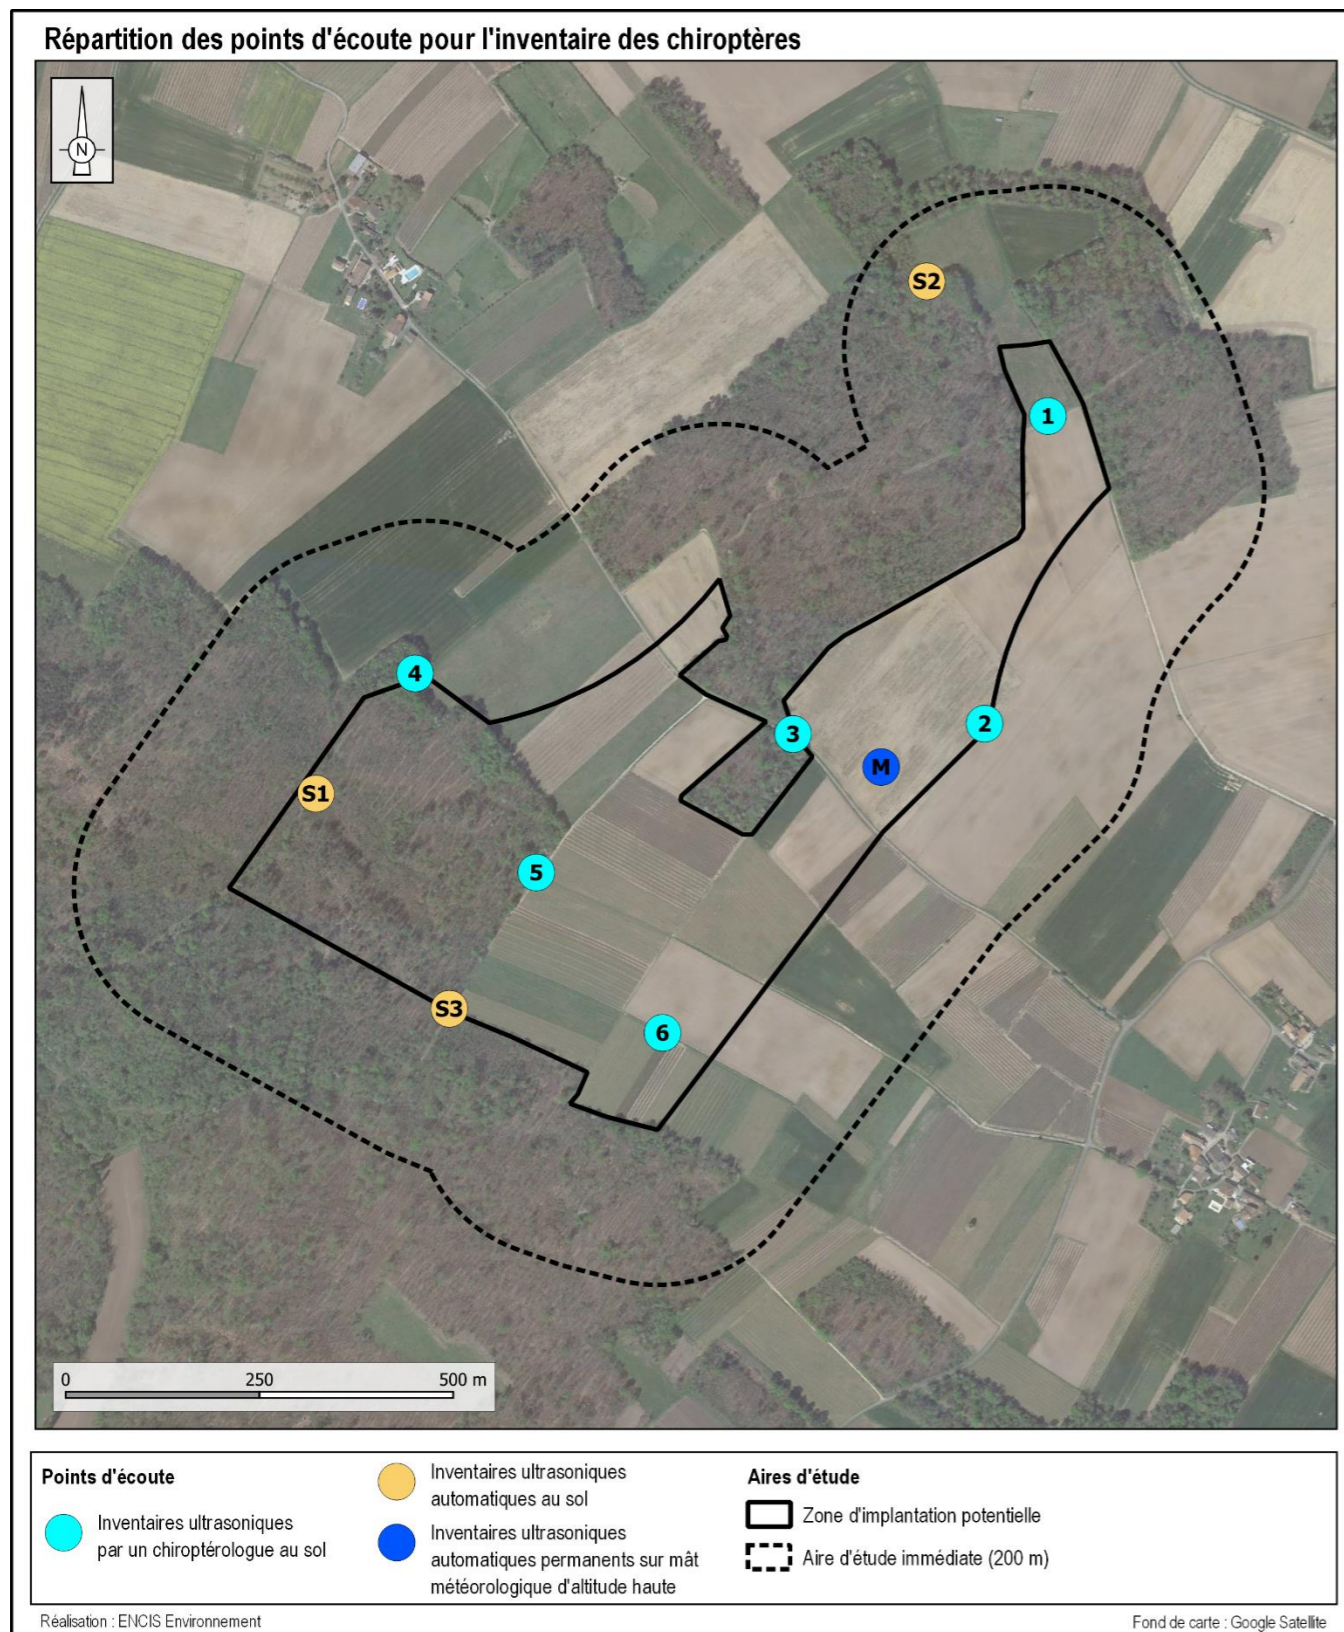 Répartition des points d'écoute pour l'inventaire des chiroptères
N
S2
1
4
3
2
M
S1
5
S3
6
0 250 500 m
Points d'écoute
Inventaires ultrasoniques
par un chiroptérologue au sol
Inventaires ultrasoniques
automatiques au sol
Inventaires ultrasoniques
automatiques permanents sur mât
météorologique d'altitude haute
Aires d'étude
Zone d'implantation potentielle
Aire d'étude immédiate (200 m)
Réalisation : ENCIS Environnement
Fond de carte : Google Satellite